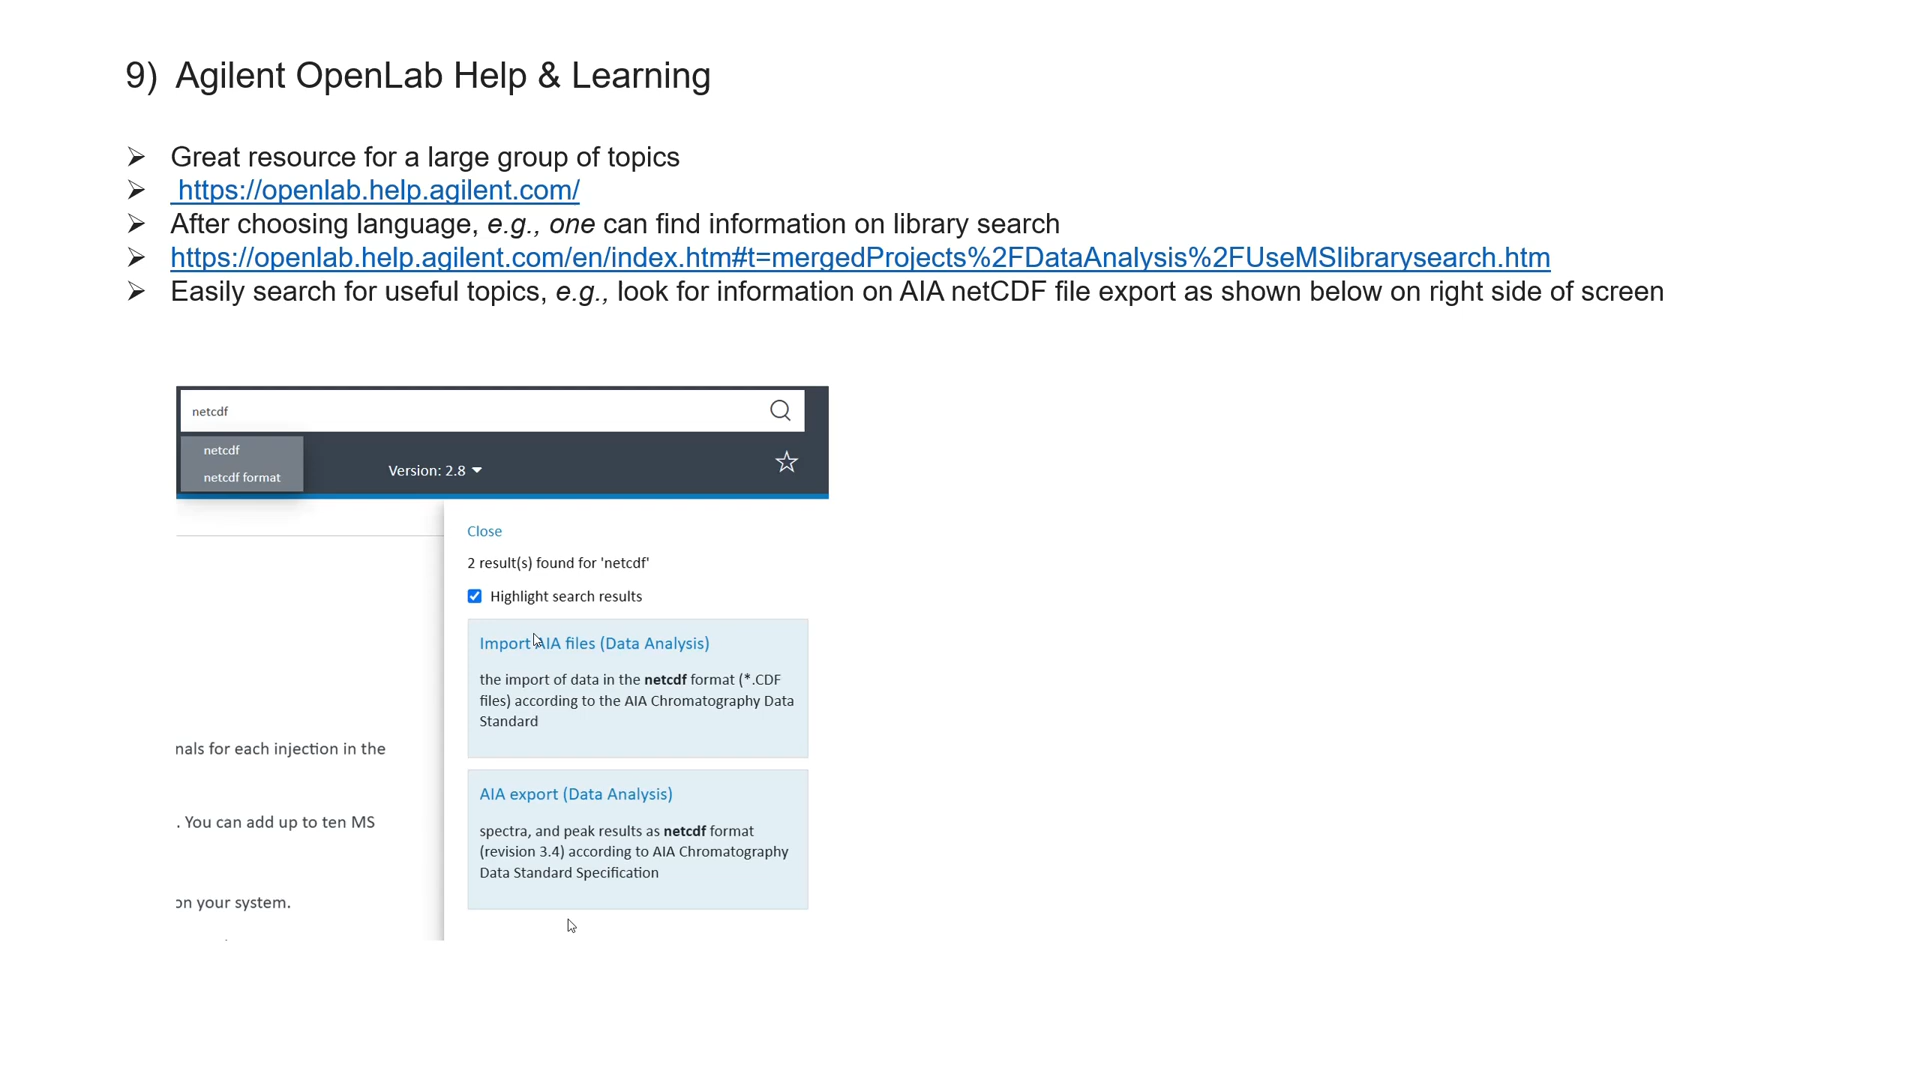 9) Agilent OpenLab Help & Learning
➢ Great resource for a large group of topics
➢ https://openlab.help.agilent.com/
➢ After choosing language, e.g., one can find information on library search
➢ https://openlab.help.agilent.com/en/index.htm#t=mergedProjects%2FDataAnalysis%2FUseMSlibrarysearch.htm
➢ Easily search for useful topics, e.g., look for information on AIA netCDF file export as shown below on right side of screen
netcdf
netcdf
netcdf format
Version: 2.8
Close
2 result(s) found for 'netcdf'
Highlight search results
Import AIA files (Data Analysis)
the import of data in the netcdf format (*.CDF
files) according to the AIA Chromatography Data
Standard
nals for each injection in the
AIA export (Data Analysis)
. You can add up to ten MS
spectra, and peak results as netcdf format
(revision 3.4) according to AIA Chromatography
Data Standard Specification
on your system.